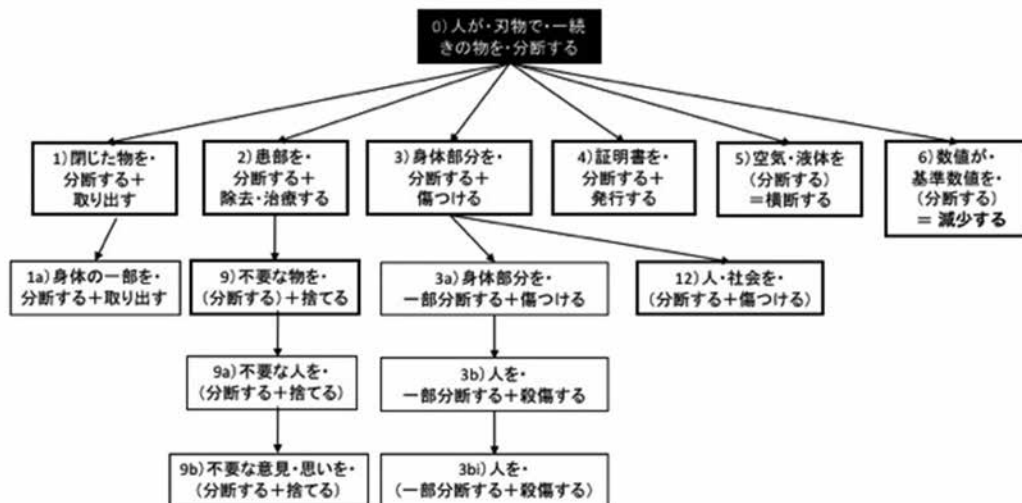 0）人が・刃物で・一続
きの物を・分断する
1）閉じた物を・
分断する＋
取り出す
2）患部を・
分断する＋
除去・治療する
3）身体部分を・
分断する＋
傷つける
4）証明書を・
分断する＋
発行する
5）空気・液体を
（分断する）
＝横断する
6）数値が・
基準数値を・
（分断する）
＝ 減少する
1a）身体の一部を・
分断する＋取り出す
9）不要な物を・
（分断する）＋捨てる
3a）身体部分を・
一部分断する＋傷つける
12）人・社会を・
（分断する＋傷つける）
9a）不要な人を・
（分断する＋捨てる）
3b）人を・
一部分断する＋殺傷する
9b）不要な意見・思いを・
（分断する＋捨てる）
3bi）人を・
（一部分断する＋殺傷する）